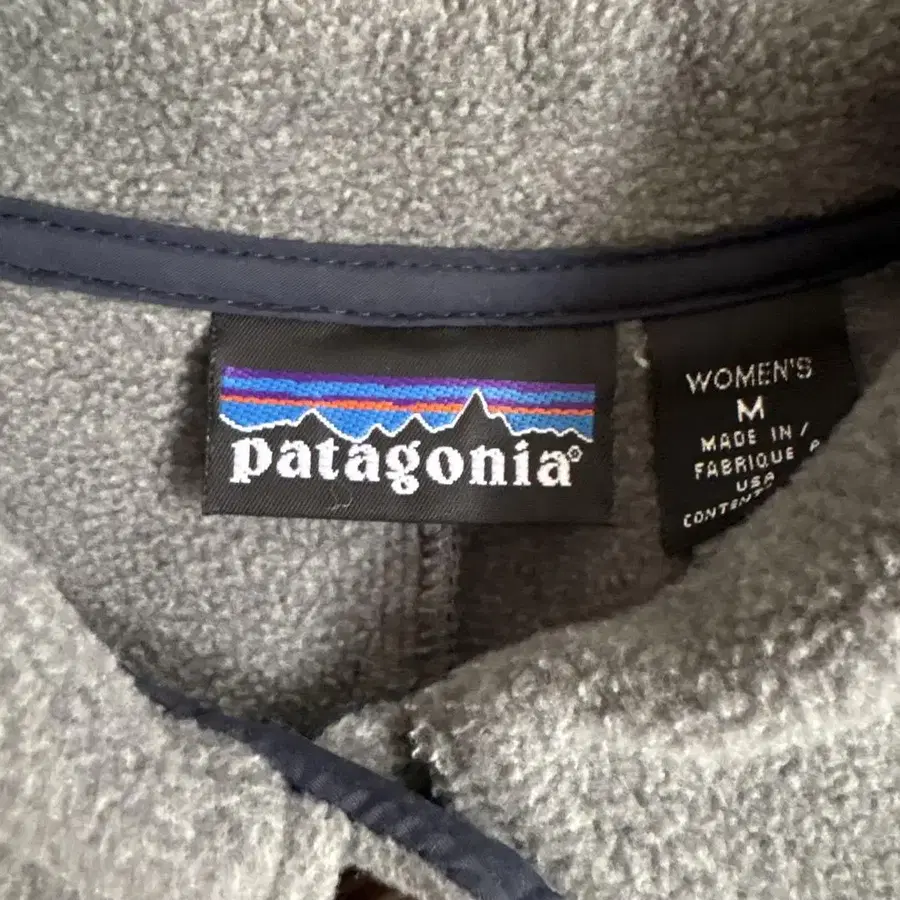 patagonia®
WOMEN'S
M
MADE IN /
FABRIQUE
USA